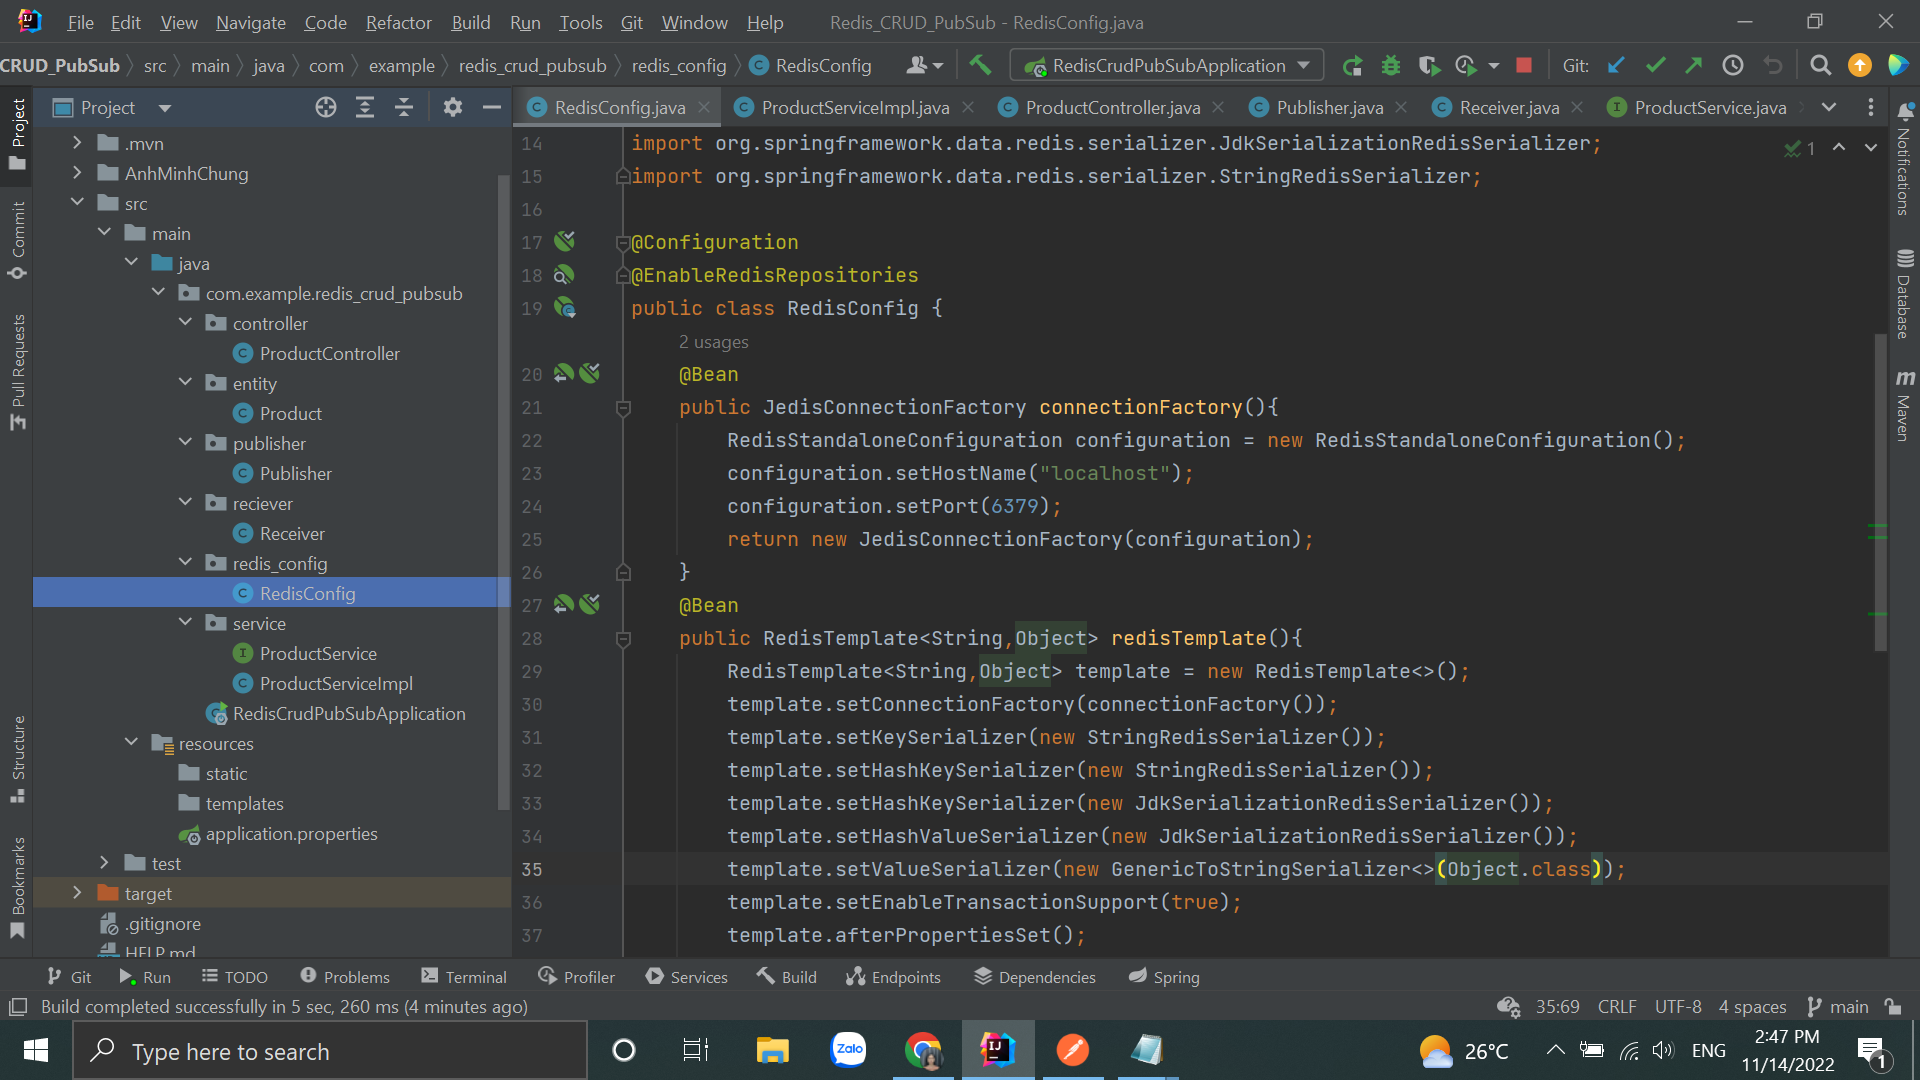 File Edit View Navigate Code Refactor Build Run Tools Git Window Help Redis_CRUD_PubSub - RedisConfig.java
CRUD_PubSub src main java com example redis_crud_pubsub redis_config RedisConfig RedisCrudPubSubApplication Git:
Project RedisConfig.java ProductServiceImpl.java ProductController.java Publisher.java Receiver.java ProductService.java
Project
Commit
Pull Requests
Structure
Bookmarks
.mvn
AnhMinhChung
src
main
java
com.example.redis_crud_pubsub
controller
ProductController
entity
Product
publisher
Publisher
reciever
Receiver
redis_config
RedisConfig
service
ProductService
ProductServiceImpl
RedisCrudPubSubApplication
resources
static
templates
application.properties
test
target
.gitignore
HELP.md
14 import org.springframework.data.redis.serializer.JdkSerializationRedisSerializer;
15 import org.springframework.data.redis.serializer.StringRedisSerializer;
16
17 @Configuration
18 @EnableRedisRepositories
19 public class RedisConfig {
2 usages
20 @Bean
21 public JedisConnectionFactory connectionFactory(){
22 RedisStandaloneConfiguration configuration = new RedisStandaloneConfiguration();
23 configuration.setHostName("localhost");
24 configuration.setPort(6379);
25 return new JedisConnectionFactory(configuration);
26 }
27 @Bean
28 public RedisTemplate<String,Object> redisTemplate(){
29 RedisTemplate<String,Object> template = new RedisTemplate<>();
30 template.setConnectionFactory(connectionFactory());
31 template.setKeySerializer(new StringRedisSerializer());
32 template.setHashKeySerializer(new StringRedisSerializer());
33 template.setHashKeySerializer(new JdkSerializationRedisSerializer());
34 template.setHashValueSerializer(new JdkSerializationRedisSerializer());
35 template.setValueSerializer(new GenericToStringSerializer<>(Object.class));
36 template.setEnableTransactionSupport(true);
37 template.afterPropertiesSet();
1
Notifications
Database
m Maven
Git Run TODO Problems Terminal Profiler Services Build Endpoints Dependencies Spring
Build completed successfully in 5 sec, 260 ms (4 minutes ago) 35:69 CRLF UTF-8 4 spaces main
Type here to search Zalo 26°C ENG 2:47 PM
11/14/2022 1